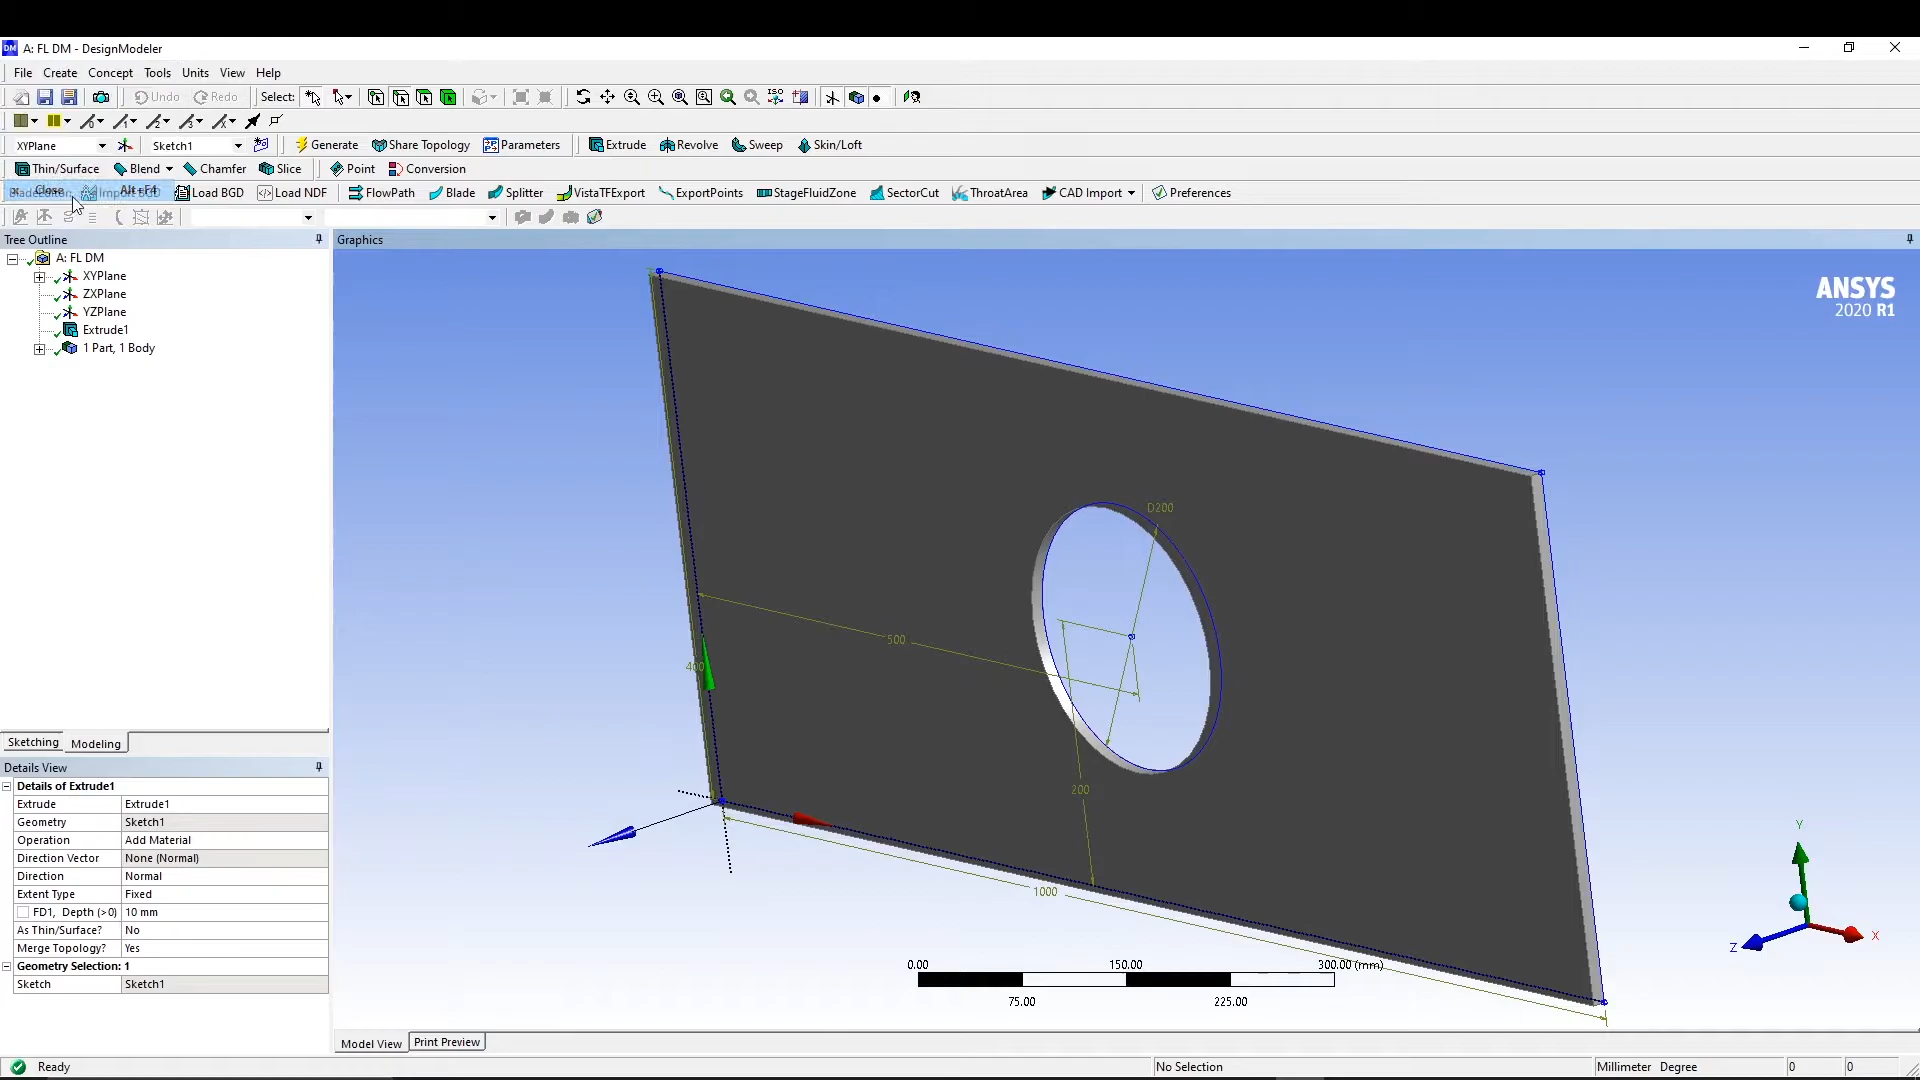 A: FL DM - DesignModeler
File Create Concept Tools Units View Help
Undo Redo Select: ISO
XYPlane Sketch1 Generate Share Topology Parameters Extrude Revolve Sweep Skin/Loft
Thin/Surface Blend Chamfer Slice Point Conversion
Close Alt+F4 Load BGD Load NDF FlowPath Blade Splitter VistaTFExport ExportPoints StageFluidZone SectorCut ThroatArea CAD Import Preferences
Tree Outline
A: FL DM
XYPlane
ZXPlane
YZPlane
Extrude1
1 Part, 1 Body
Sketching Modeling
Details View
Details of Extrude1
Extrude Extrude1
Geometry Sketch1
Operation Add Material
Direction Vector None (Normal)
Direction Normal
Extent Type Fixed
FD1, Depth (>0) 10 mm
As Thin/Surface? No
Merge Topology? Yes
Geometry Selection: 1
Sketch Sketch1
Graphics
ANSYS
2020 R1
D200
500
400
200
1000
Y
X
Z
0.00 150.00 300.00 (mm)
75.00 225.00
Model View Print Preview
Ready No Selection Millimeter Degree 0 0